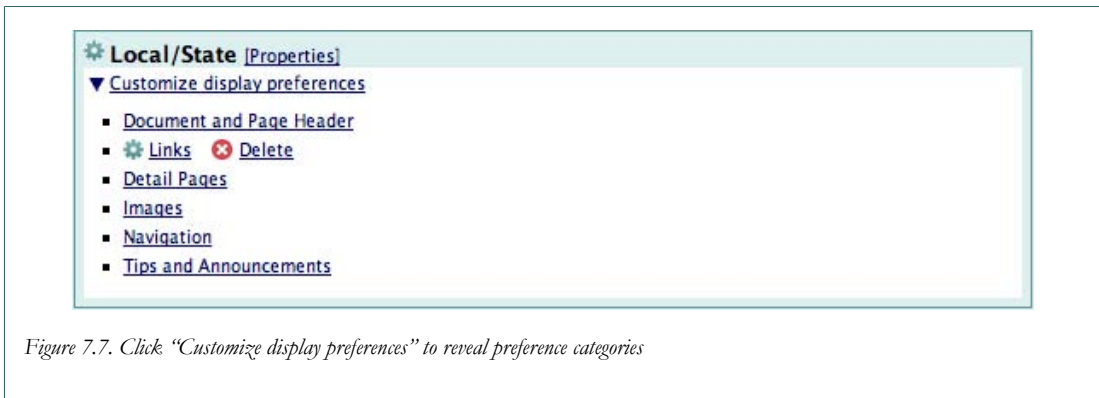 Local/State [Properties]
Customize display preferences
Document and Page Header
Links Delete
Detail Pages
Images
Navigation
Tips and Announcements
Figure 7.7. Click “Customize display preferences” to reveal preference categories